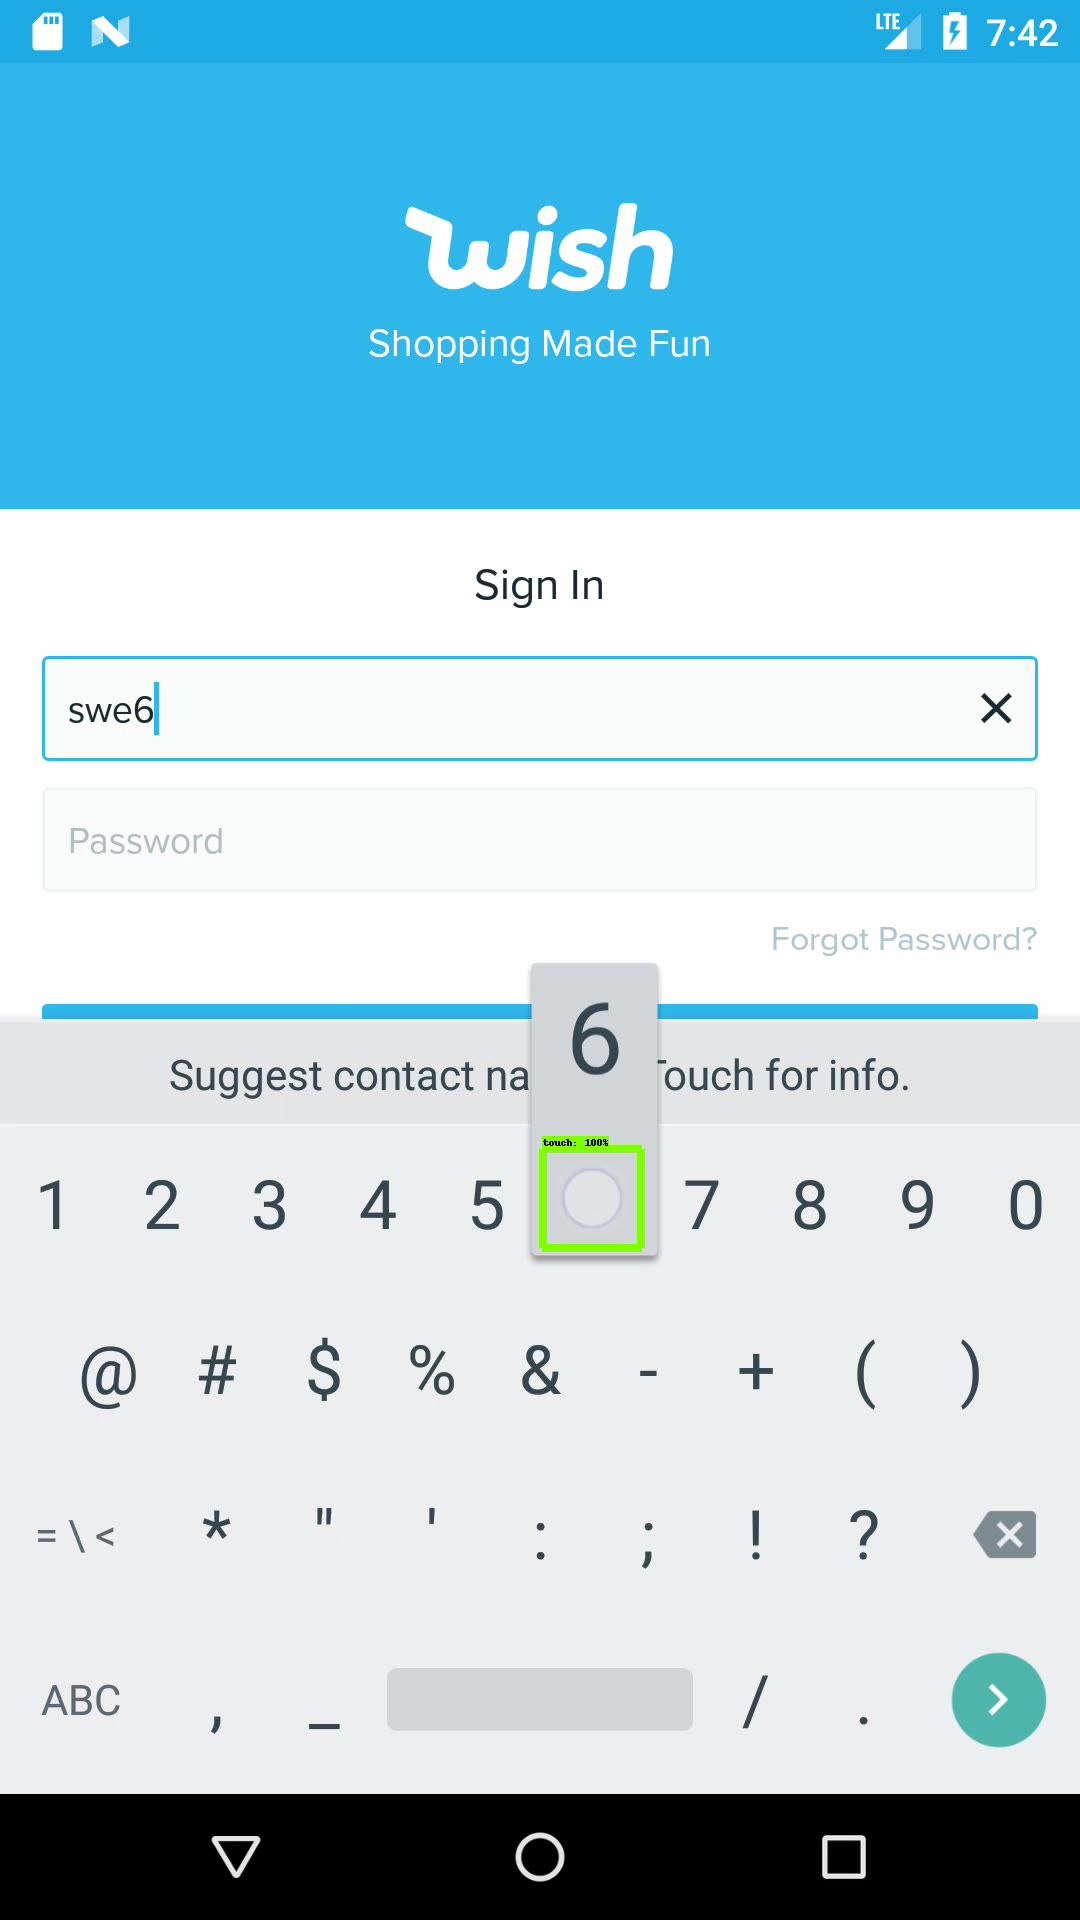 LTE 7:42
wish
Shopping Made Fun
Sign In
swe6
Password
Forgot Password?
6
Suggest contact na Touch for info.
touch: 100%
1 2 3 4 5 7 8 9 0
@ # $ % & - + ( )
= \ < * " ' : ; ! ?
ABC , _ / .